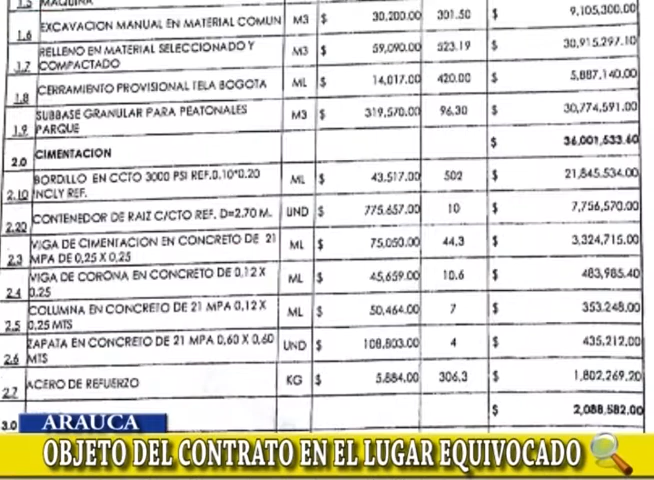 1.5 MAQUINA
1.6 EXCAVACION MANUAL EN MATERIAL COMUN M3 $ 30,200.00 301.50 $ 9,105,300.00
RELLENO EN MATERIAL SELECCIONADO Y
1.7 COMPACTADO M3 $ 59,090.00 523.19 $ 30,915,297.10
1.8 CERRAMIENTO PROVISIONAL TELA BOGOTA ML $ 14,017.00 420.00 $ 5,887,140.00
SUBBASE GRANULAR PARA PEATONALES
1.9 PARQUE M3 $ 319,570.00 96.30 $ 30,774,591.00
2.0 CIMENTACION $ 36,001,533.60
BORDILLO EN CCTO 3000 PSI REF.0.10*0.20
2.10 INCLY REF. ML $ 43.517.00 502 $ 21,845,534.00
2.20 CONTENEDOR DE RAIZ C/CTO REF. D=2.70 M. UND $ 775.657.00 10 $ 7,756,570.00
VIGA DE CIMENTACION EN CONCRETO DE 21
2.3 MPA DE 0,25 X 0,25 ML $ 75,050.00 44.3 $ 3,324,715.00
VIGA DE CORONA EN CONCRETO DE 0,12 X
2.4 0,25 ML $ 45,659.00 10.6 $ 483,985.40
COLUMNA EN CONCRETO DE 21 MPA 0,12 X
2.5 0,25 MTS ML $ 50,464.00 7 $ 353.248.00
ZAPATA EN CONCRETO DE 21 MPA 0,60 X 0,60
2.6 MTS UND $ 108,803.00 4 $ 435,212.00
2.7 ACERO DE REFUERZO KG $ 5.884.00 306.3 $ 1,802,269.20
3.0 $ 2,088,582.00
ARAUCA
OBJETO DEL CONTRATO EN EL LUGAR EQUIVOCADO